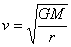 v = √(GM/r)